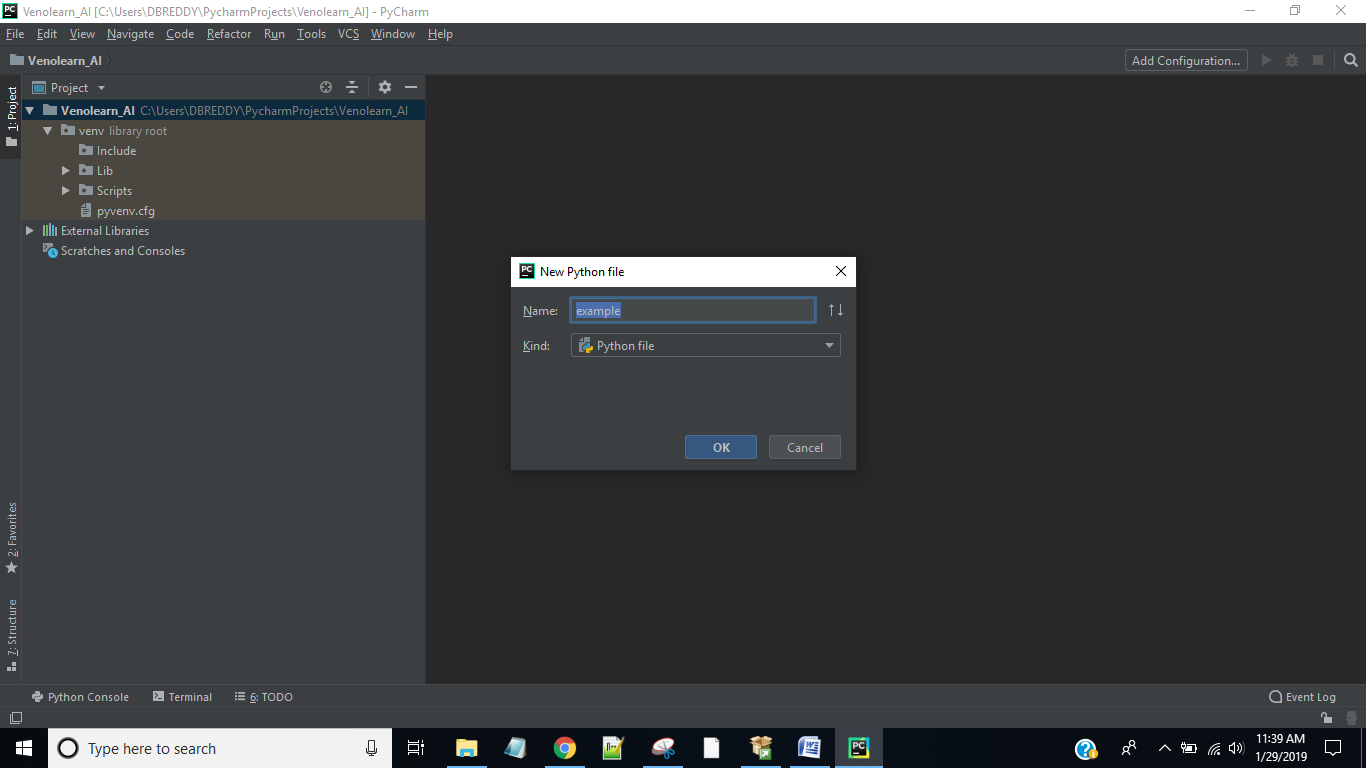 Venolearn_AI [C:\Users\DBREDDY\PycharmProjects\Venolearn_AI] - PyCharm
File Edit View Navigate Code Refactor Run Tools VCS Window Help
Venolearn_AI
Add Configuration...
1: Project
Project
Venolearn_AI C:\Users\DBREDDY\PycharmProjects\Venolearn_AI
venv library root
Include
Lib
Scripts
pyvenv.cfg
External Libraries
Scratches and Consoles
New Python file
Name: example
Kind: Python file
OK Cancel
2: Favorites
7: Structure
Python Console Terminal 6: TODO Event Log
Type here to search
11:39 AM
1/29/2019